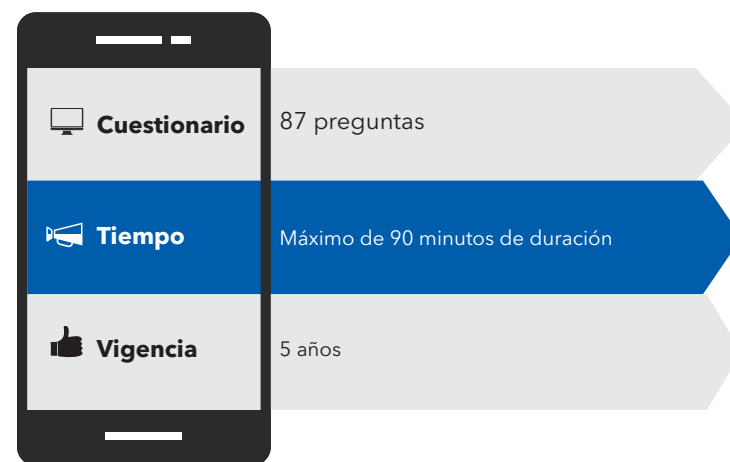 Cuestionario
87 preguntas
Tiempo
Máximo de 90 minutos de duración
Vigencia
5 años